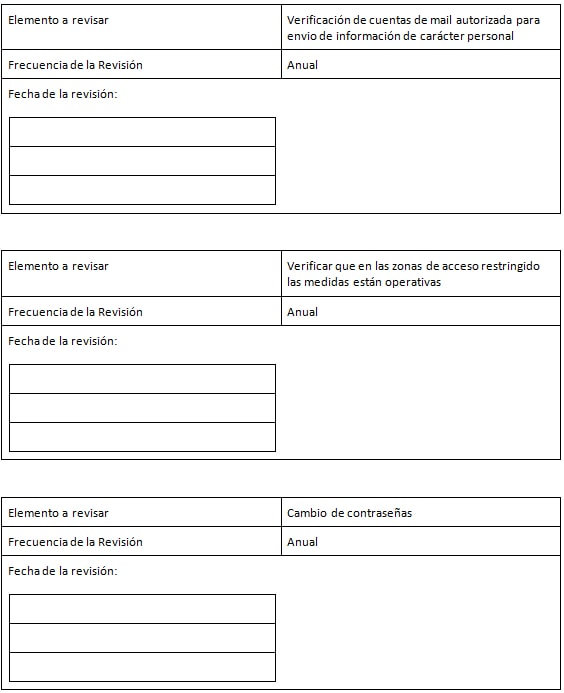 Elemento a revisar
Verificación de cuentas de mail autorizada para
envio de información de carácter personal
Frecuencia de la Revisión
Anual
Fecha de la revisión:
Elemento a revisar
Verificar que en las zonas de acceso restringido
las medidas están operativas
Frecuencia de la Revisión
Anual
Fecha de la revisión:
Elemento a revisar
Cambio de contraseñas
Frecuencia de la Revisión
Anual
Fecha de la revisión: